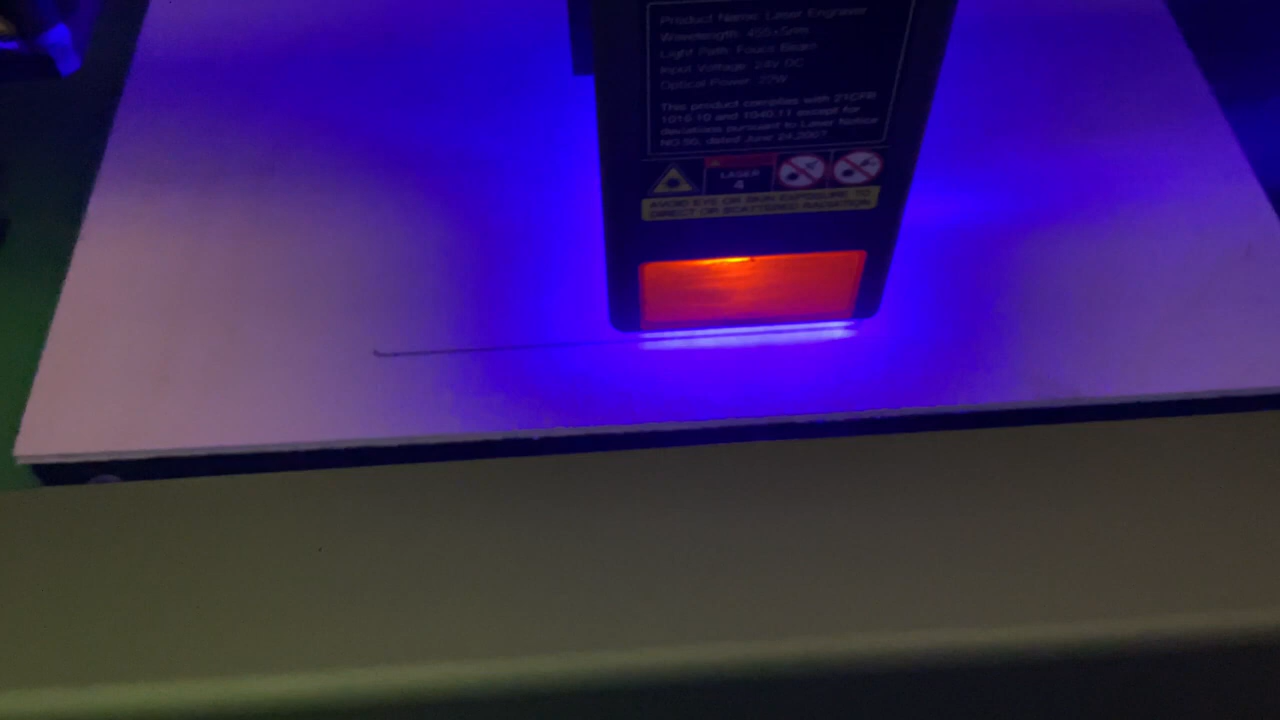 Product Name: Laser Engraver
Wavelength: 455±5nm
Light Path: Foucs Beam
Input Voltage: 24V DC
Optical Power: 22W
This product complies with 21CFR
1010.10 and 1040.11 except for
deviations pursuant to Laser Notice
NO.50, dated June 24,2007
LASER
4
AVOID EYE OR SKIN EXPOSURE TO
DIRECT OR SCATTERED RADIATION